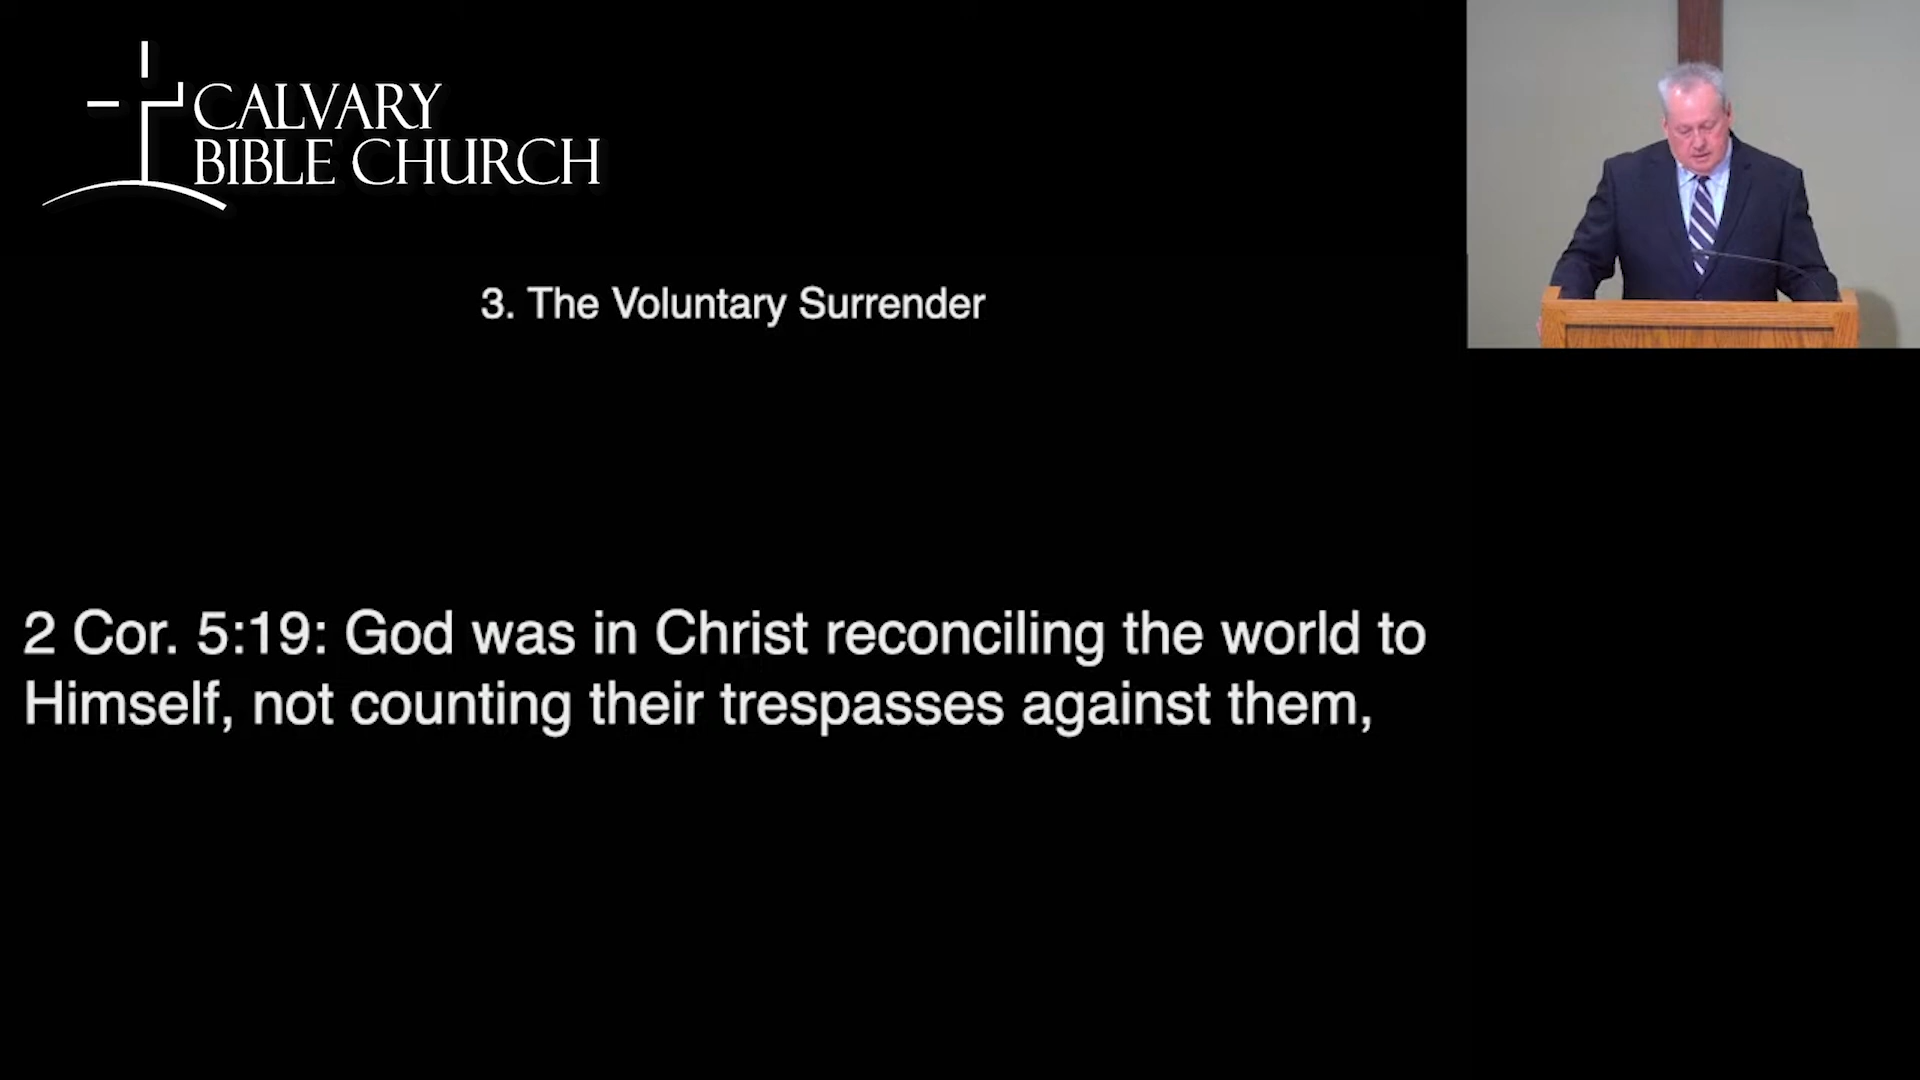 CALVARY
BIBLE CHURCH
3. The Voluntary Surrender
2 Cor. 5:19: God was in Christ reconciling the world to
Himself, not counting their trespasses against them,